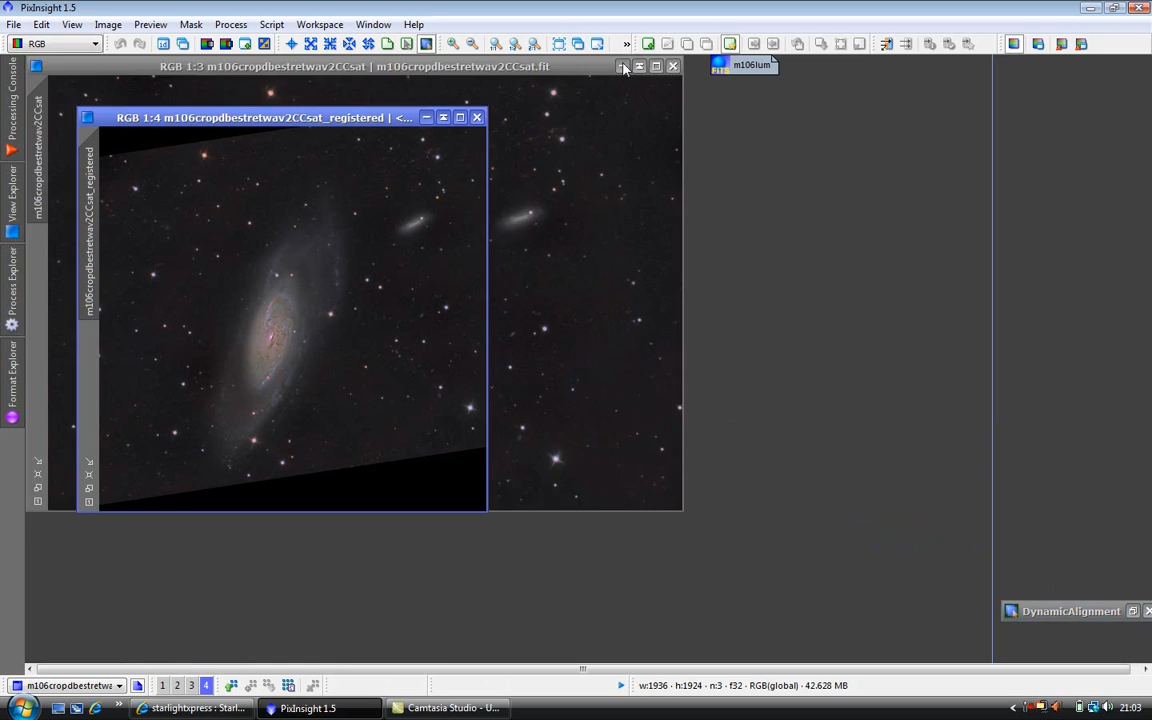 PixInsight 1.5
File Edit View Image Preview Mask Process Script Workspace Window Help
RGB
»
RGB 1:3 m106cropdbestretwav2CCsat | m106cropdbestretwav2CCsat.fit
m106lum
RGB 1:4 m106cropdbestretwav2CCsat_registered | <...
Processing Console
View Explorer
Process Explorer
Format Explorer
m106cropdbestretwav2CCsat
m106cropdbestretwav2CCsat_registered
DynamicAlignment
m106cropdbestretwa
1 2 3 4
w:1936 · h:1924 · n:3 · f32 · RGB(global) · 42.628 MB
» starlightxpress : Starl... PixInsight 1.5 Camtasia Studio - U... 21:03